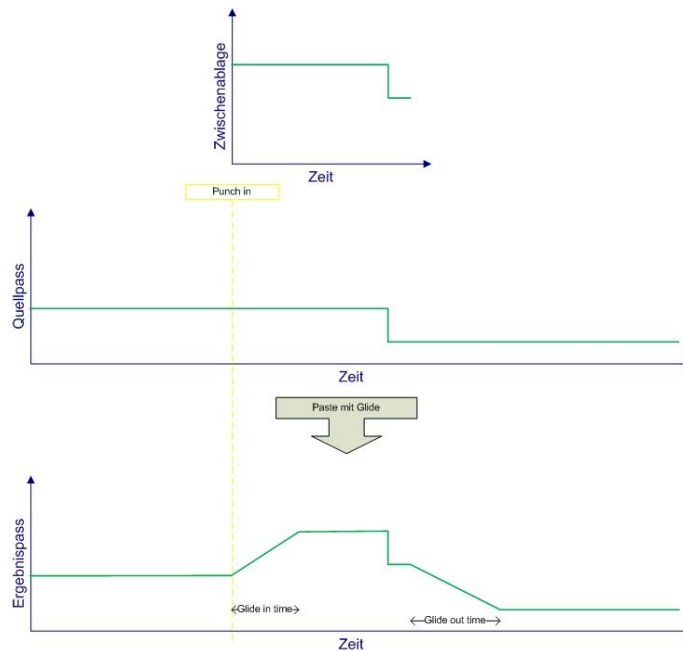 Zwischenablage
Zeit
Punch in
Quellpass
Zeit
Paste mit Glide
Ergebnispass
Glide in time
Glide out time
Zeit